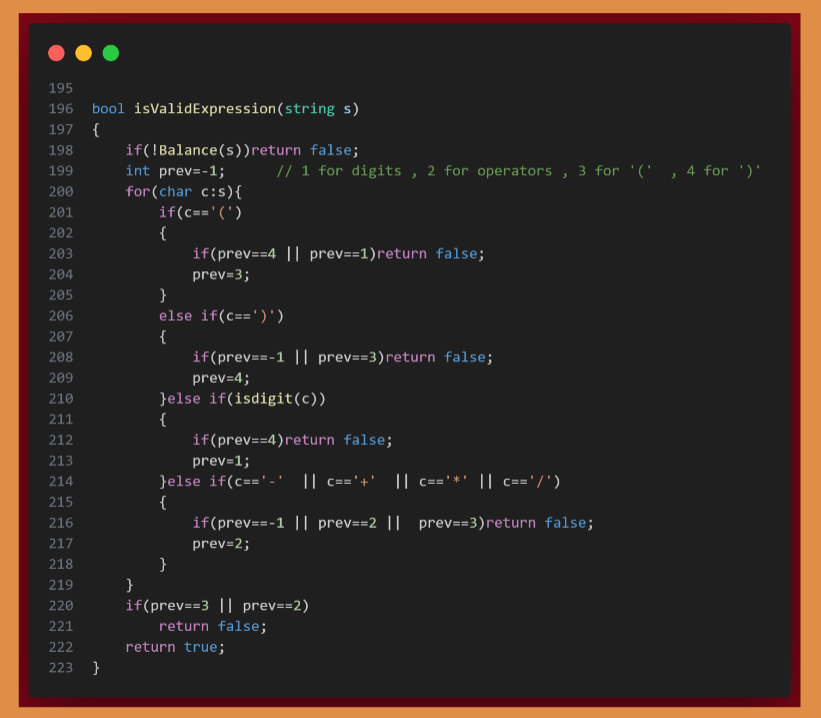 195
196 bool isValidExpression(string s)
197 {
198     if(!Balance(s))return false;
199     int prev=-1;      // 1 for digits , 2 for operators , 3 for '('  , 4 for ')'
200     for(char c:s){
201         if(c=='(')
202         {
203             if(prev==4 || prev==1)return false;
204             prev=3;
205         }
206         else if(c==')')
207         {
208             if(prev==-1 || prev==3)return false;
209             prev=4;
210         }else if(isdigit(c))
211         {
212             if(prev==4)return false;
213             prev=1;
214         }else if(c=='-'  || c=='+'  || c=='*' || c=='/')
215         {
216             if(prev==-1 || prev==2 ||  prev==3)return false;
217             prev=2;
218         }
219     }
220     if(prev==3 || prev==2)
221         return false;
222     return true;
223 }